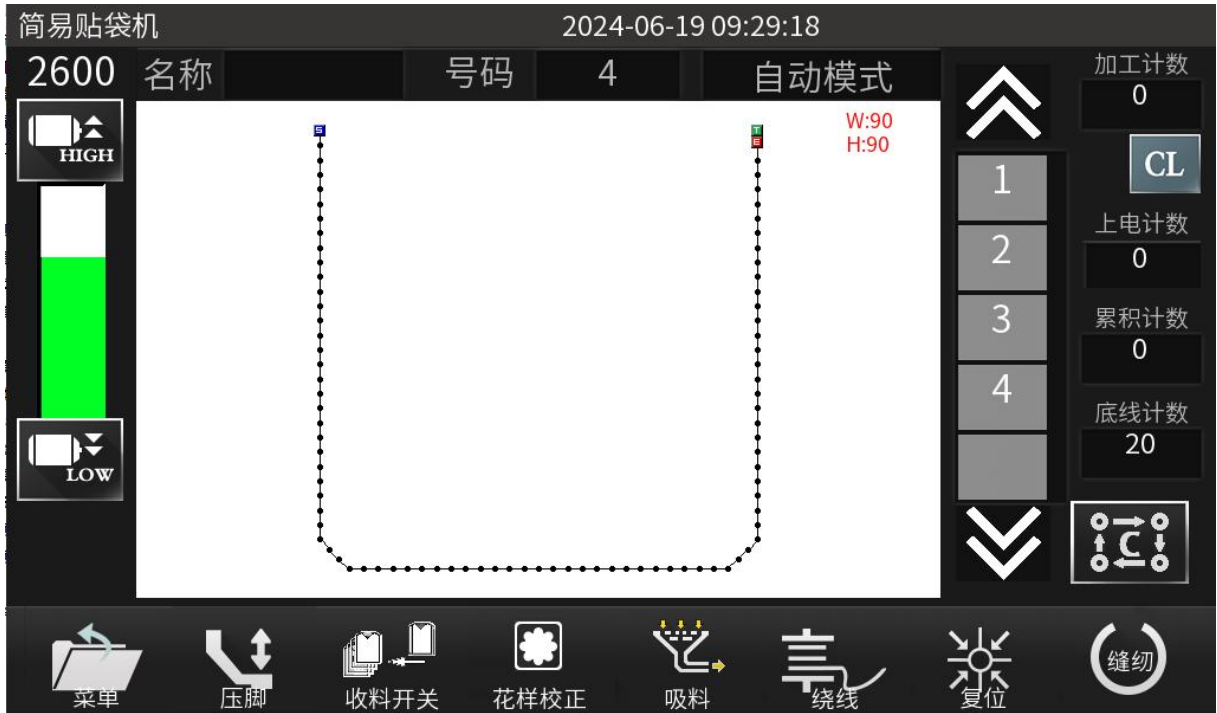 简易贴袋机 2024-06-19 09:29:18
2600 名称 号码 4 自动模式
加工计数
0
HIGH
S
T
E
W:90
H:90
CL
1
2
3
4
上电计数
0
累积计数
0
底线计数
20
LOW
C
菜单 压脚 收料开关 花样校正 吸料 绕线 复位 缝纫